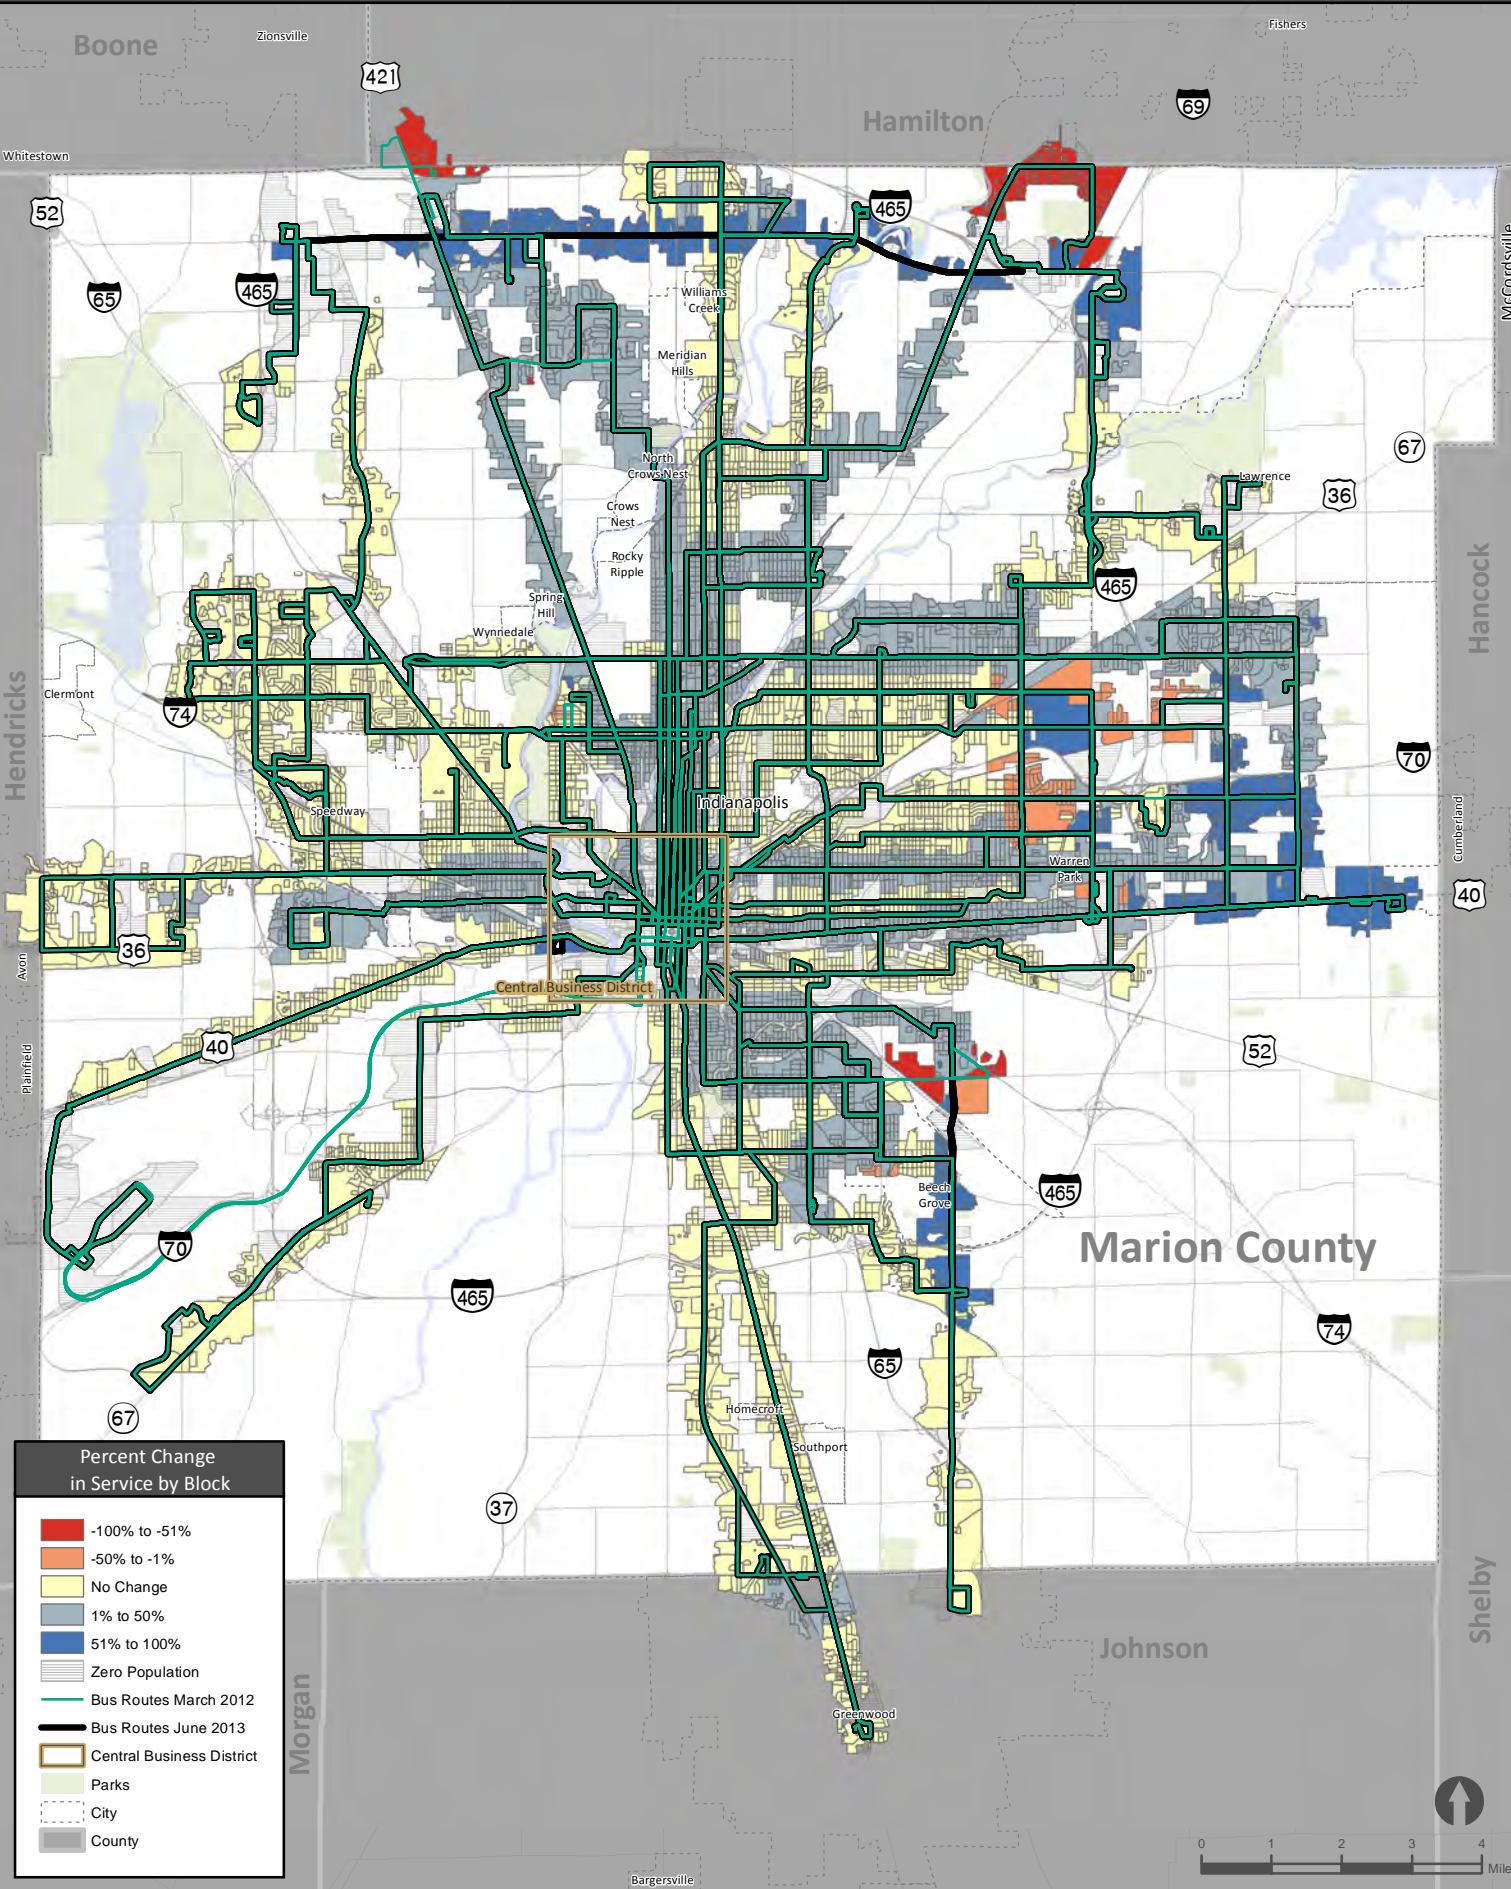 Boone
Zionsville
Fishers
421
69
Hamilton
Whitestown
52
465
65
465
McCordsville
Williams
Creek
Meridian
Hills
67
North
Crows Nest
Lawrence
36
Crows
Nest
Rocky
Ripple
465
Hancock
Spring
Hill
Wynnedale
Hendricks
Clermont
74
70
Indianapolis
Speedway
Cumberland
Warren
Park
40
36
Avon
Central Business District
40
52
Plainfield
Beech
Grove
465
70
Marion County
465
74
65
67
Homecroft
Southport
37
Percent Change
in Service by Block
-100% to -51%
-50% to -1%
No Change
1% to 50%
51% to 100%
Zero Population
Bus Routes March 2012
Bus Routes June 2013
Central Business District
Parks
City
County
Shelby
Johnson
Morgan
Greenwood
0 1 2 3 4
Mile
Bargersville